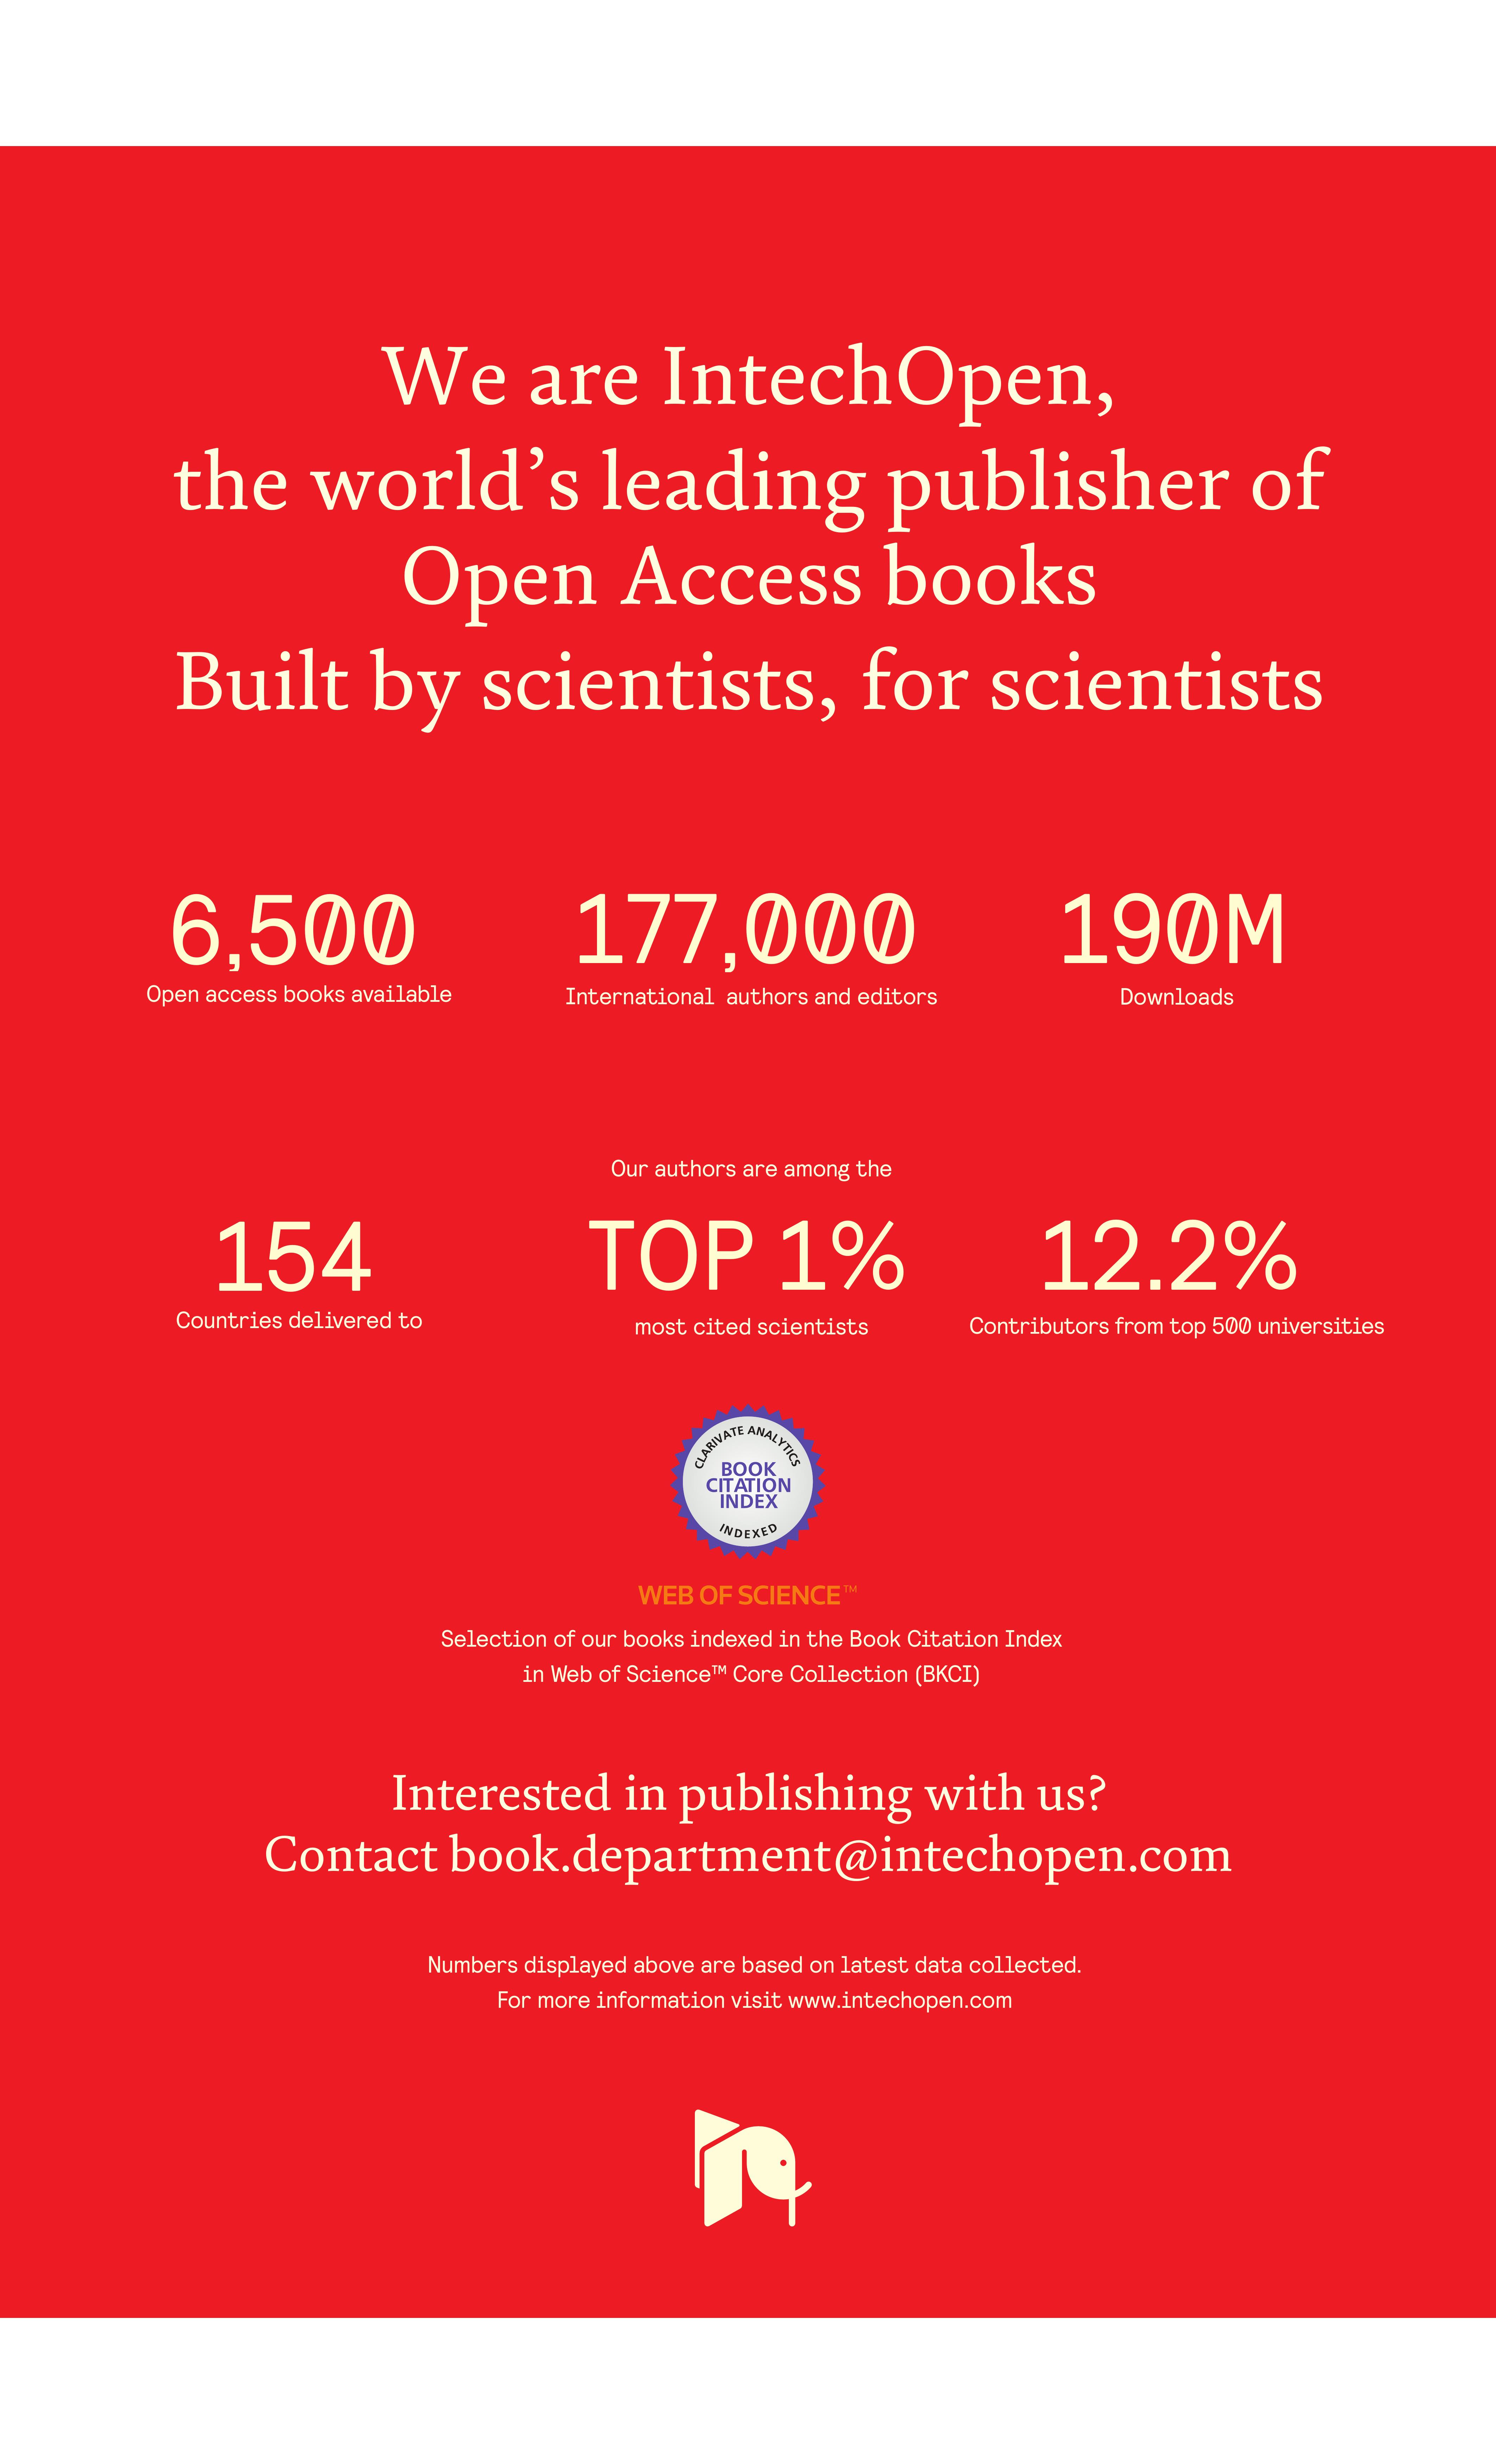 We are IntechOpen,
the world’s leading publisher of
Open Access books
Built by scientists, for scientists
6,500
Open access books available
177,000
International authors and editors
190M
Downloads
154
Countries delivered to
Our authors are among the
TOP 1%
most cited scientists
12.2%
Contributors from top 500 universities
CLARIVATE ANALYTICS
BOOK
CITATION
INDEX
INDEXED
WEB OF SCIENCE™
Selection of our books indexed in the Book Citation Index
in Web of Science™ Core Collection (BKCI)
Interested in publishing with us?
Contact book.department@intechopen.com
Numbers displayed above are based on latest data collected.
For more information visit www.intechopen.com